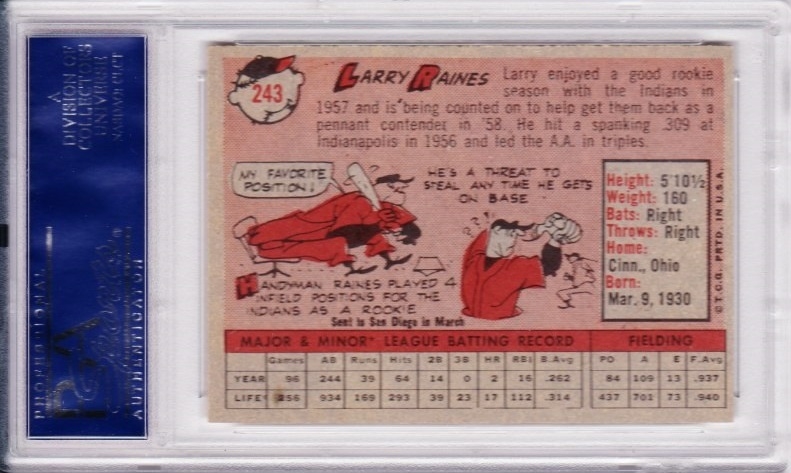 A
DIVISION OF
COLLECTORS
UNIVERSE
NASDAQ: CLCT
PSA
PROFESSIONAL
AUTHENTICATOR
243
LARRY RAINES Larry enjoyed a good rookie
season with the Indians in
1957 and is being counted on to help get them back as
pennant contender in '58. He hit a spanking .309 at
Indianapolis in 1956 and led the A.A. in triples.
MY FAVORITE
POSITION!
HE'S A THREAT TO
STEAL ANY TIME HE GETS
ON BASE
???
HANDYMAN RAINES PLAYED 4
INFIELD POSITIONS FOR THE
INDIANS AS A ROOKIE
Sent to San Diego in March
Height: 5'10½
Weight: 160
Bats: Right
Throws: Right
Home:
Cinn., Ohio
Born:
Mar. 9, 1930
©T.C.G. PRTD. IN U.S.A.
MAJOR & MINOR LEAGUE BATTING RECORD FIELDING
Games AB Runs Hits 2B 3B HR RBI B.Avg PO A E F.Avg
YEAR 96 244 39 64 14 0 2 16 .262 84 109 13 .937
LIFE 256 934 169 293 39 23 17 112 .314 437 701 73 .940